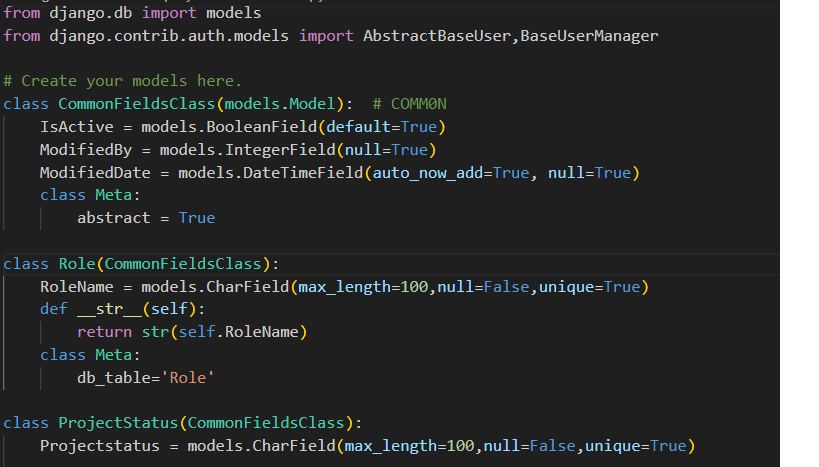 from django.db import models
from django.contrib.auth.models import AbstractBaseUser,BaseUserManager
# Create your models here.
class CommonFieldsClass(models.Model):  # COMM0N
    IsActive = models.BooleanField(default=True)
    ModifiedBy = models.IntegerField(null=True)
    ModifiedDate = models.DateTimeField(auto_now_add=True, null=True)
    class Meta:
        abstract = True
class Role(CommonFieldsClass):
    RoleName = models.CharField(max_length=100,null=False,unique=True)
    def __str__(self):
        return str(self.RoleName)
    class Meta:
        db_table='Role'
class ProjectStatus(CommonFieldsClass):
    Projectstatus = models.CharField(max_length=100,null=False,unique=True)